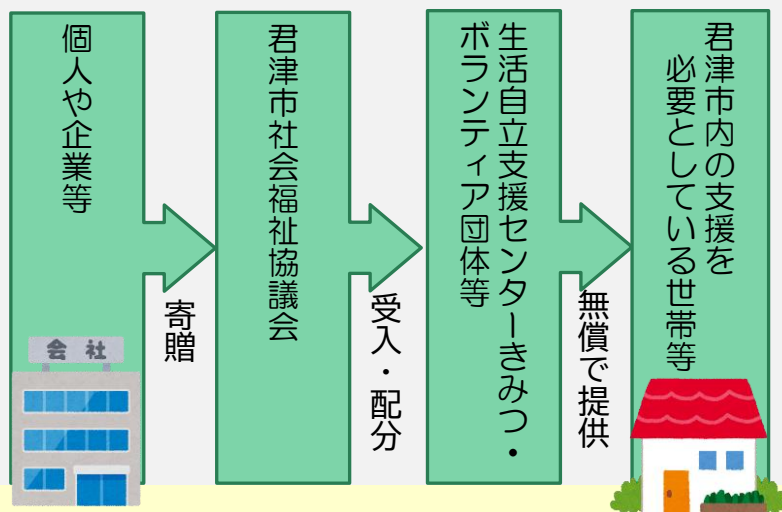 個人や企業等
会社
寄贈
君津市社会福祉協議会
受入・配分
生活自立支援センターきみつ・
ボランティア団体等
無償で提供
君津市内の支援を
必要としている世帯等